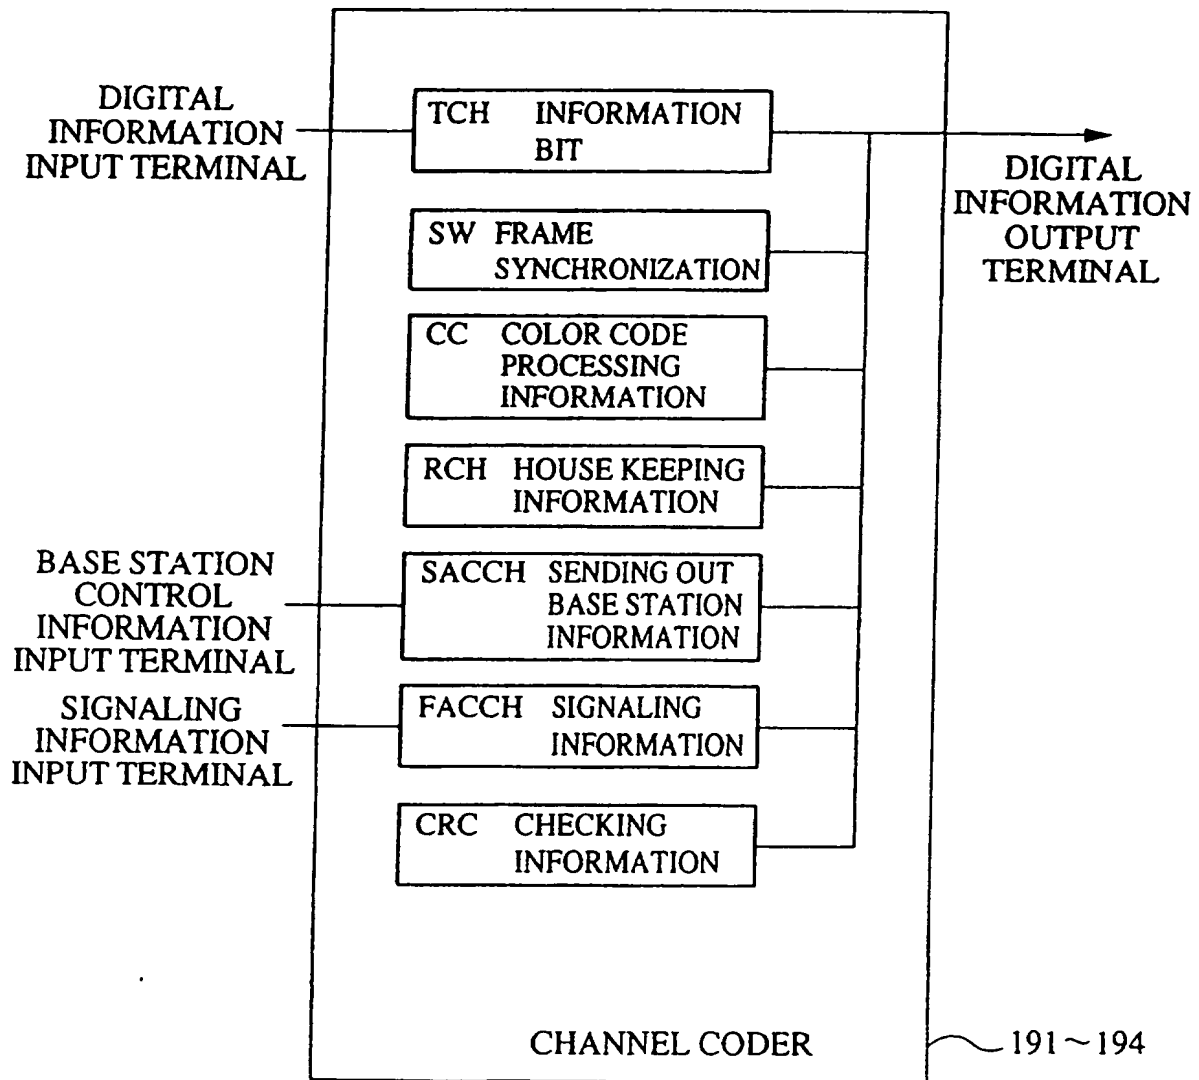 DIGITAL
INFORMATION
INPUT TERMINAL
TCH INFORMATION
BIT
DIGITAL
INFORMATION
OUTPUT
TERMINAL
SW FRAME
SYNCHRONIZATION
CC COLOR CODE
PROCESSING
INFORMATION
RCH HOUSE KEEPING
INFORMATION
BASE STATION
CONTROL
INFORMATION
INPUT TERMINAL
SACCH SENDING OUT
BASE STATION
INFORMATION
SIGNALING
INFORMATION
INPUT TERMINAL
FACCH SIGNALING
INFORMATION
CRC CHECKING
INFORMATION
CHANNEL CODER
191~194